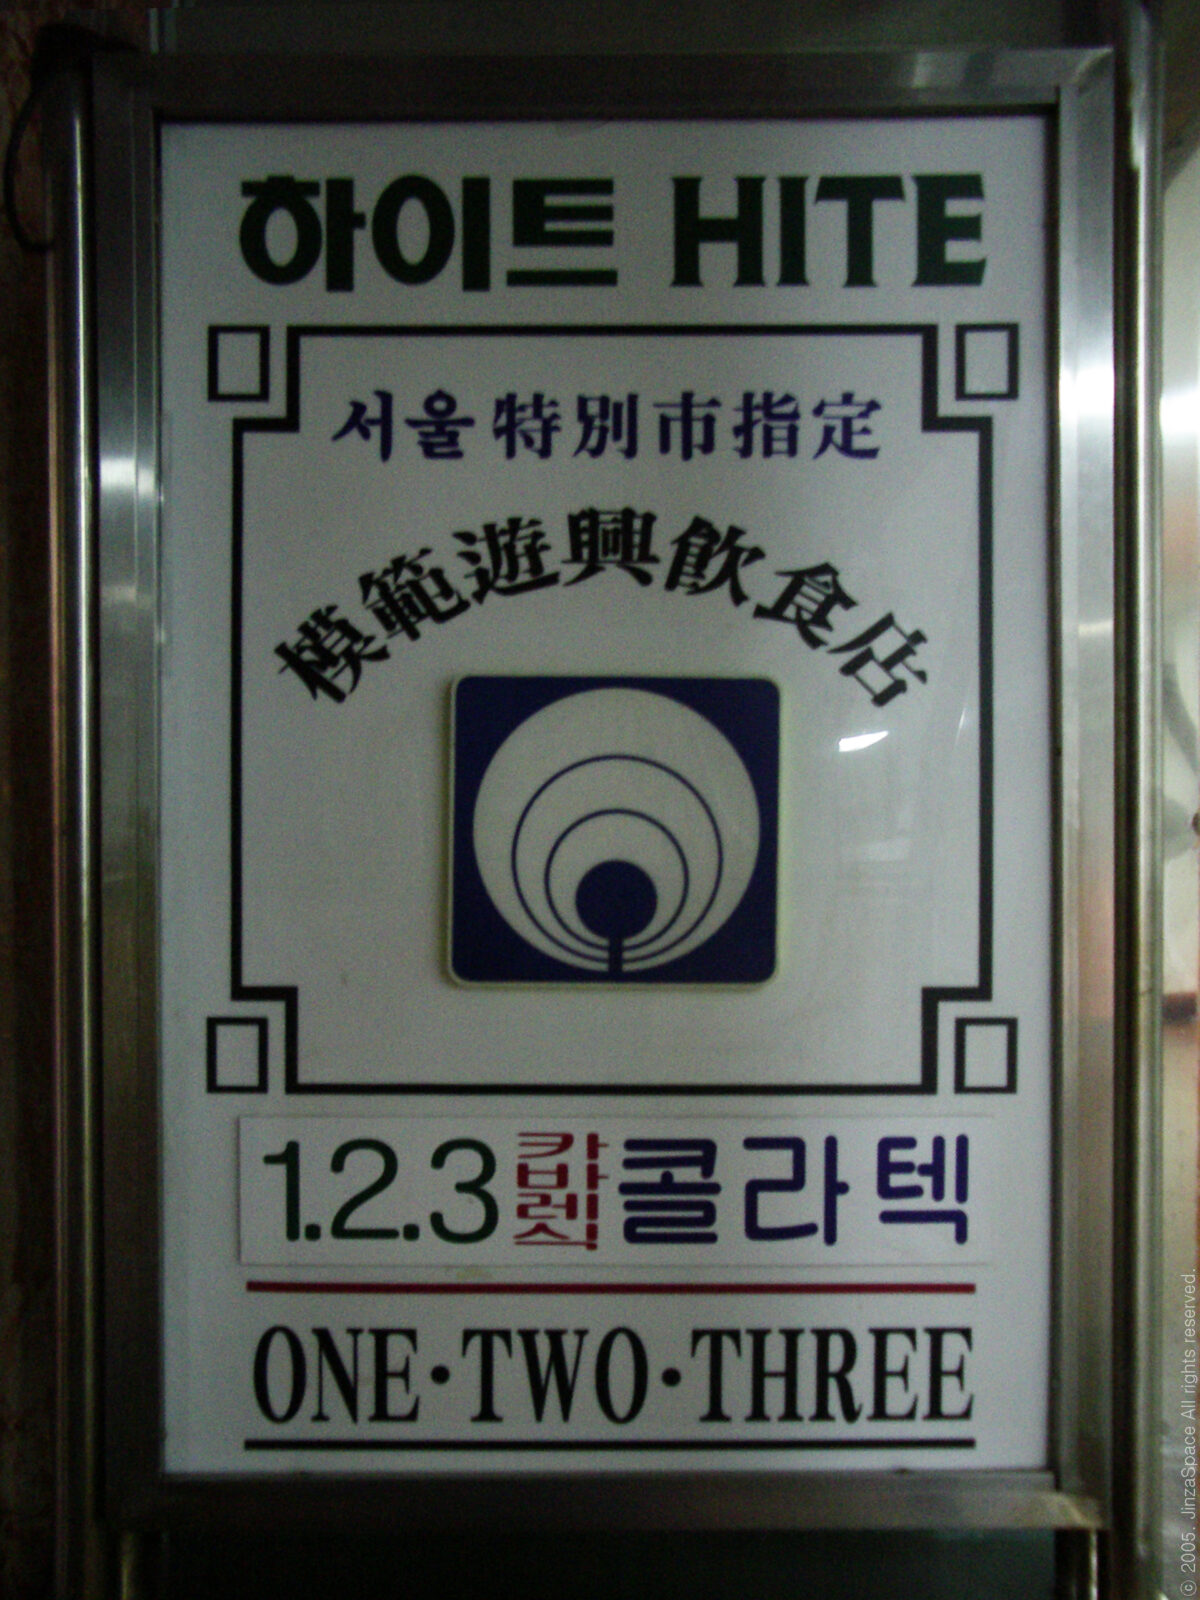 하이트 HITE
서울特別市指定
模範遊興飮食店
1.2.3 카바레식 콜라텍
ONE·TWO·THREE
© 2005. JinzaSpace All rights reserved.